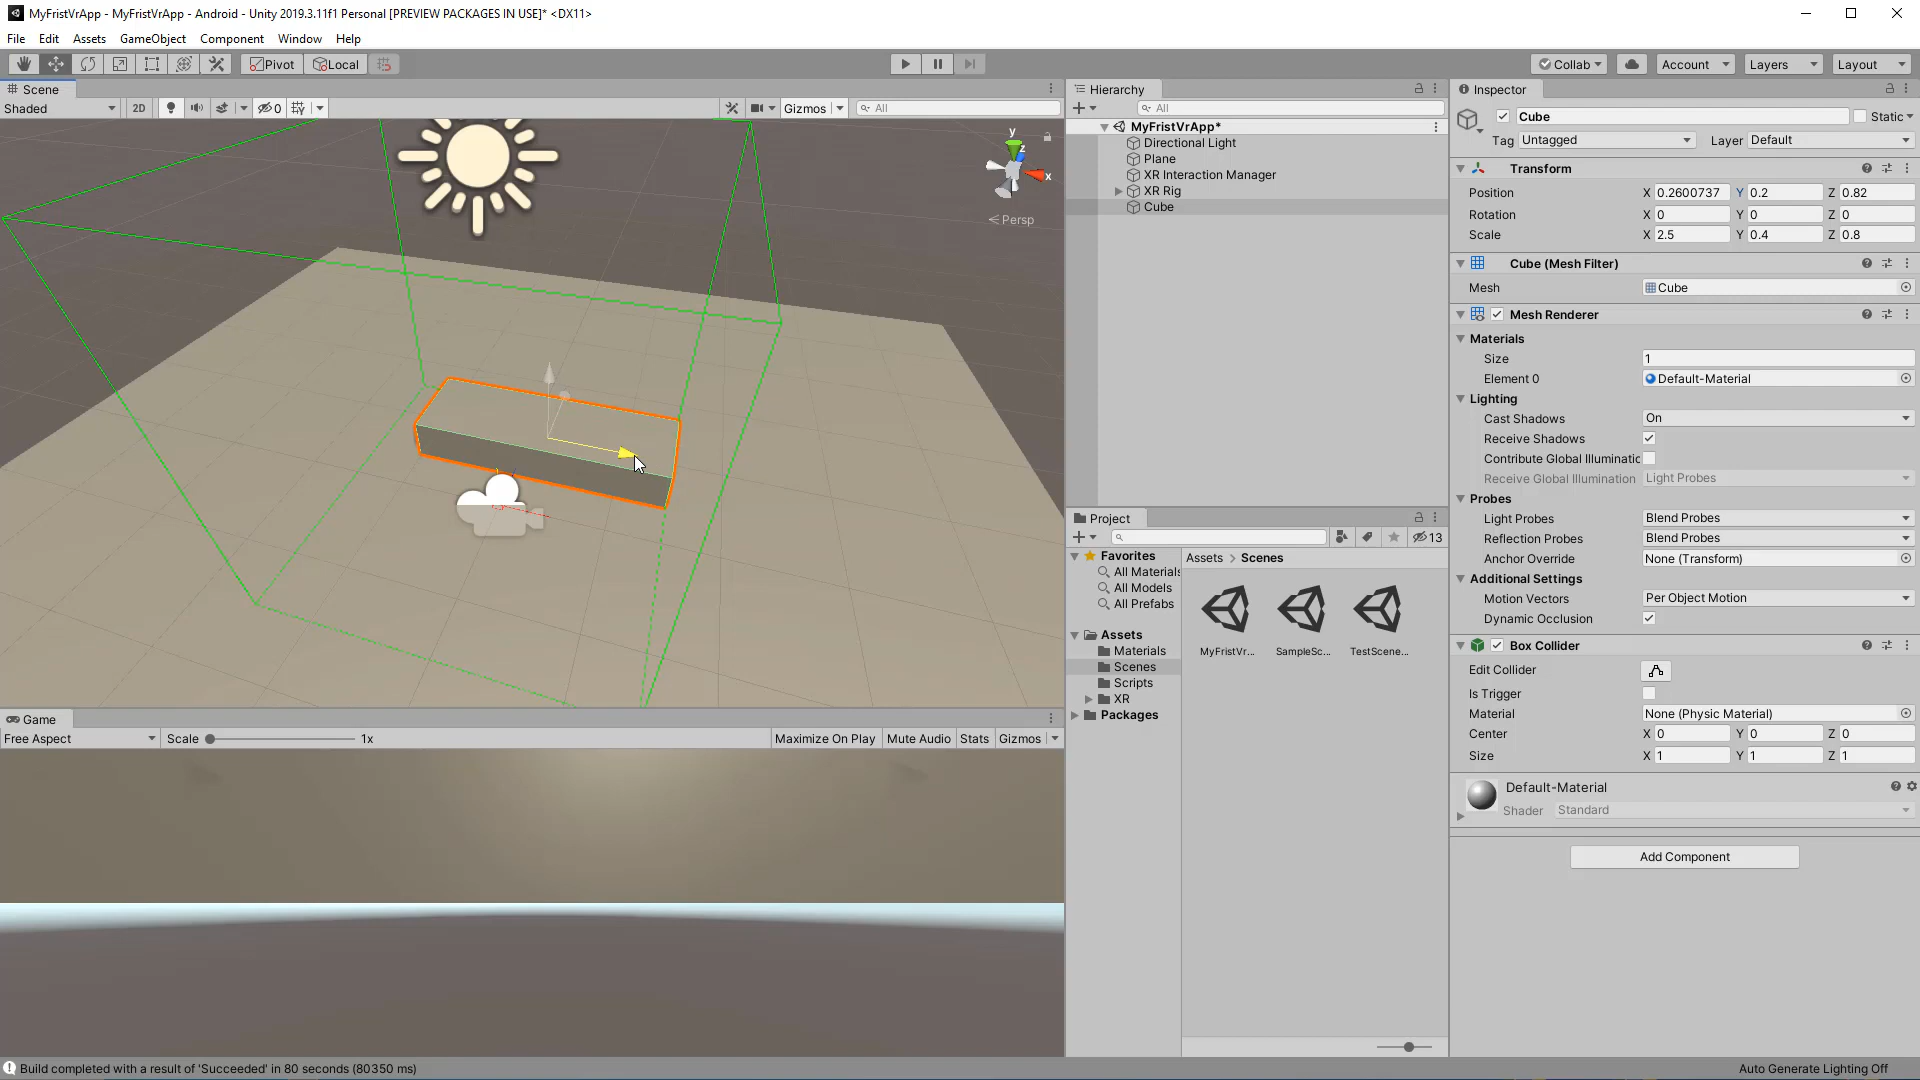 MyFristVrApp - MyFristVrApp - Android - Unity 2019.3.11f1 Personal [PREVIEW PACKAGES IN USE]* <DX11>
File Edit Assets GameObject Component Window Help
Pivot Local Collab Account Layers Layout
Scene
Shaded 2D 0 Gizmos All
y
z
x
Persp
Hierarchy
All
MyFristVrApp*
Directional Light
Plane
XR Interaction Manager
XR Rig
Cube
Game
Free Aspect Scale 1x Maximize On Play Mute Audio Stats Gizmos
Project
13
Favorites
All Materials
All Models
All Prefabs
Assets
Materials
Scenes
Scripts
XR
Packages
Assets > Scenes
MyFristVr... SampleSc... TestScene...
Inspector
Cube Static
Tag Untagged Layer Default
Transform
Position X 0.2600737 Y 0.2 Z 0.82
Rotation X 0 Y 0 Z 0
Scale X 2.5 Y 0.4 Z 0.8
Cube (Mesh Filter)
Mesh Cube
Mesh Renderer
Materials
Size 1
Element 0 Default-Material
Lighting
Cast Shadows On
Receive Shadows
Contribute Global Illuminatic
Receive Global Illumination Light Probes
Probes
Light Probes Blend Probes
Reflection Probes Blend Probes
Anchor Override None (Transform)
Additional Settings
Motion Vectors Per Object Motion
Dynamic Occlusion
Box Collider
Edit Collider
Is Trigger
Material None (Physic Material)
Center X 0 Y 0 Z 0
Size X 1 Y 1 Z 1
Default-Material
Shader Standard
Add Component
Build completed with a result of 'Succeeded' in 80 seconds (80350 ms)
Auto Generate Lighting Off